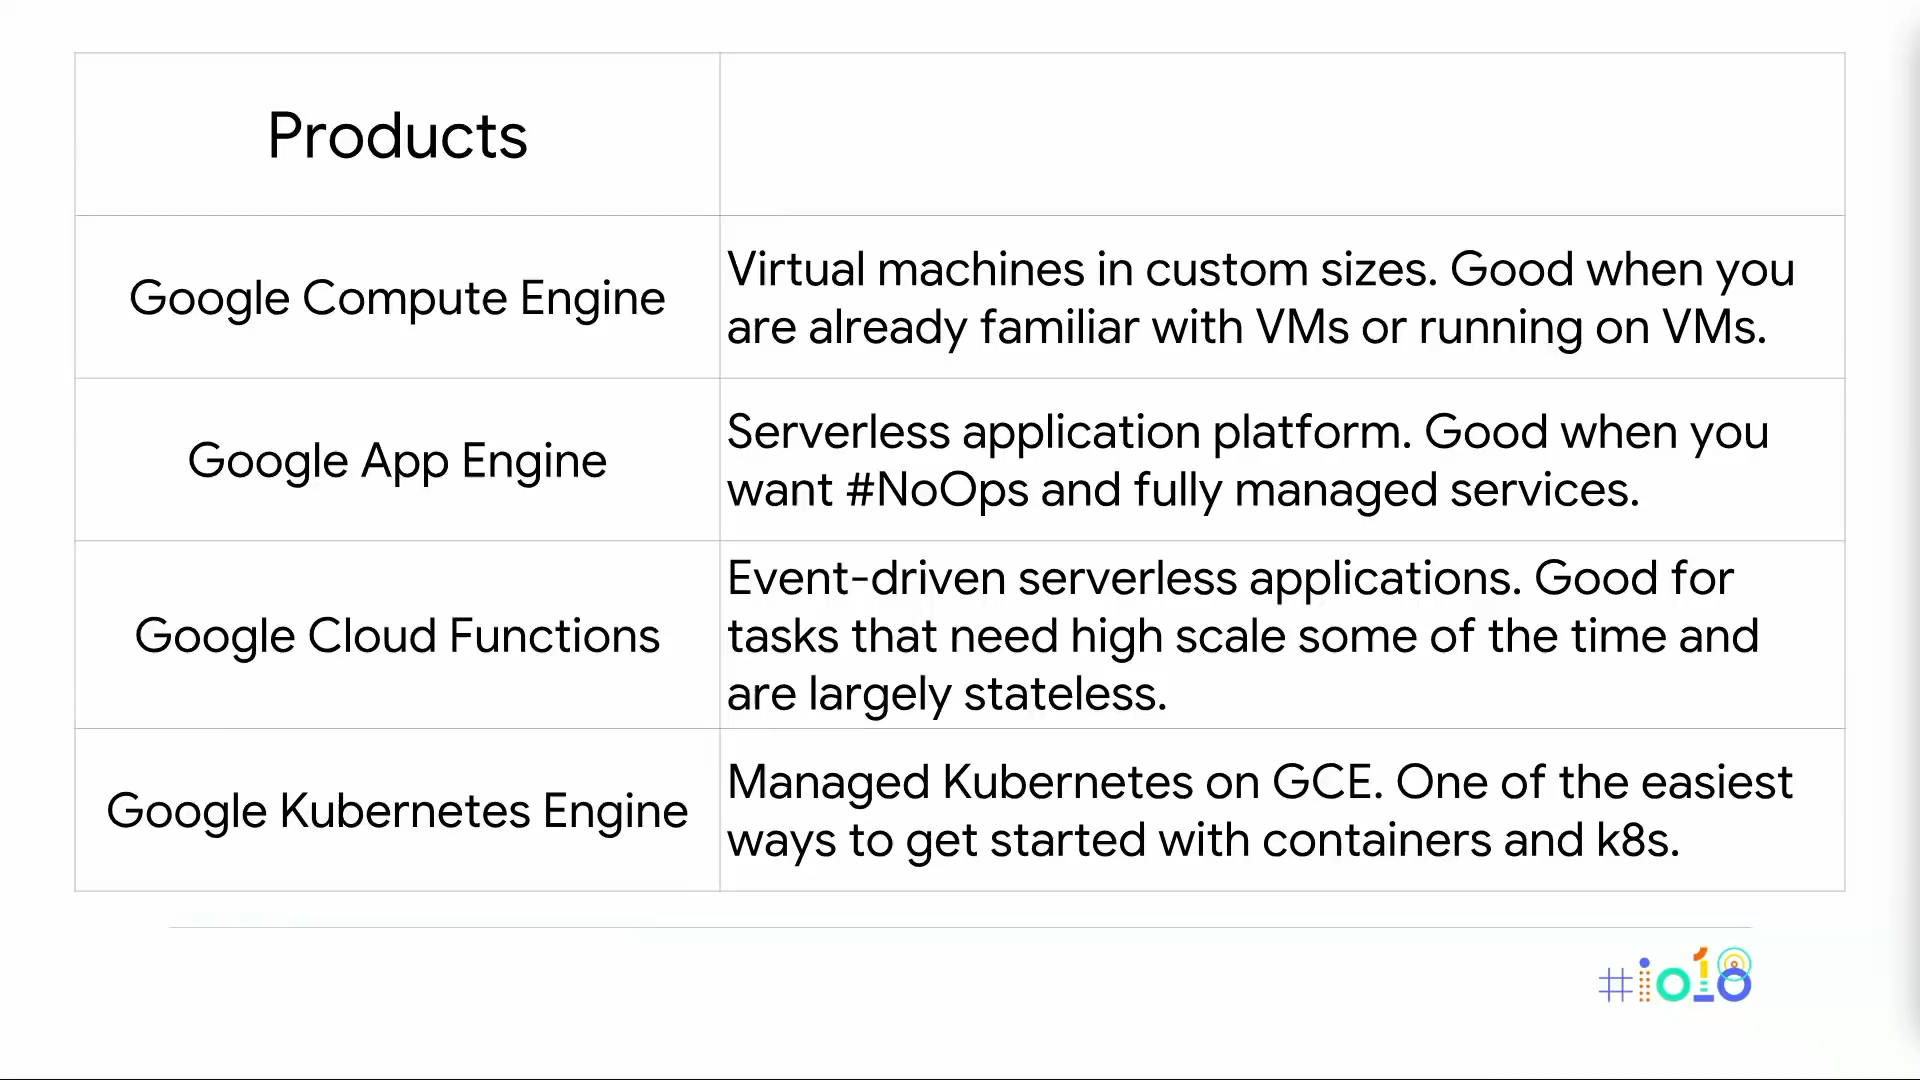 Products
Google Compute Engine
Virtual machines in custom sizes. Good when you
are already familiar with VMs or running on VMs.
Google App Engine
Serverless application platform. Good when you
want #NoOps and fully managed services.
Google Cloud Functions
Event-driven serverless applications. Good for
tasks that need high scale some of the time and
are largely stateless.
Google Kubernetes Engine
Managed Kubernetes on GCE. One of the easiest
ways to get started with containers and k8s.
#io18